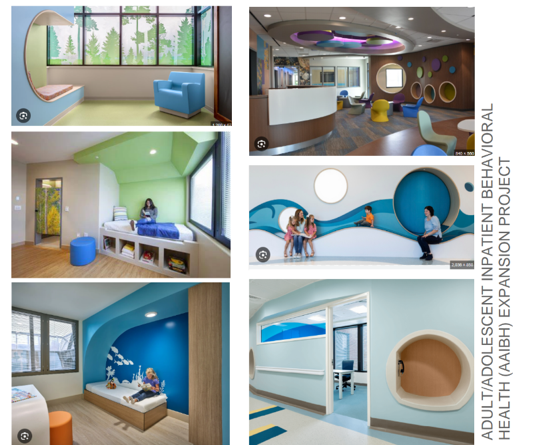 ADULT/ADOLESCENT INPATIENT BEHAVIORAL
HEALTH (AAIBH) EXPANSION PROJECT